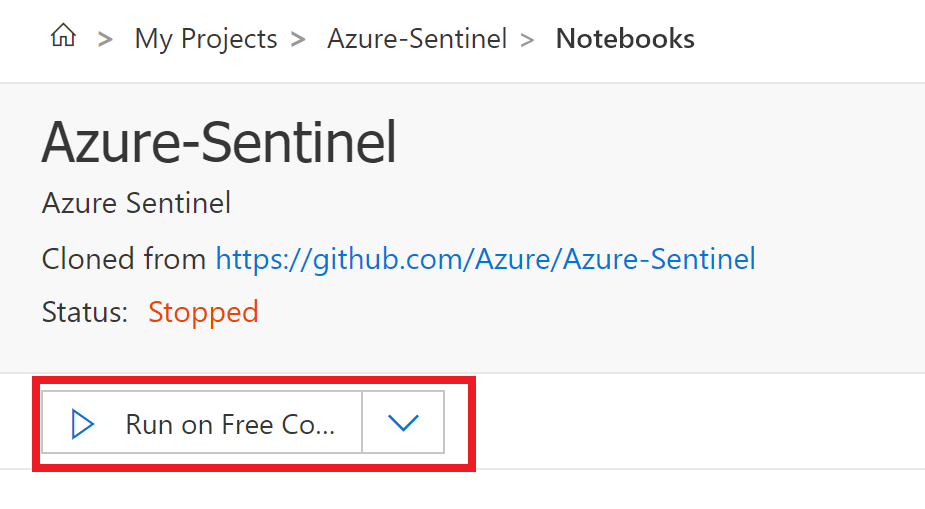 > My Projects > Azure-Sentinel > Notebooks
Azure-Sentinel
Azure Sentinel
Cloned from https://github.com/Azure/Azure-Sentinel
Status: Stopped
Run on Free Co...